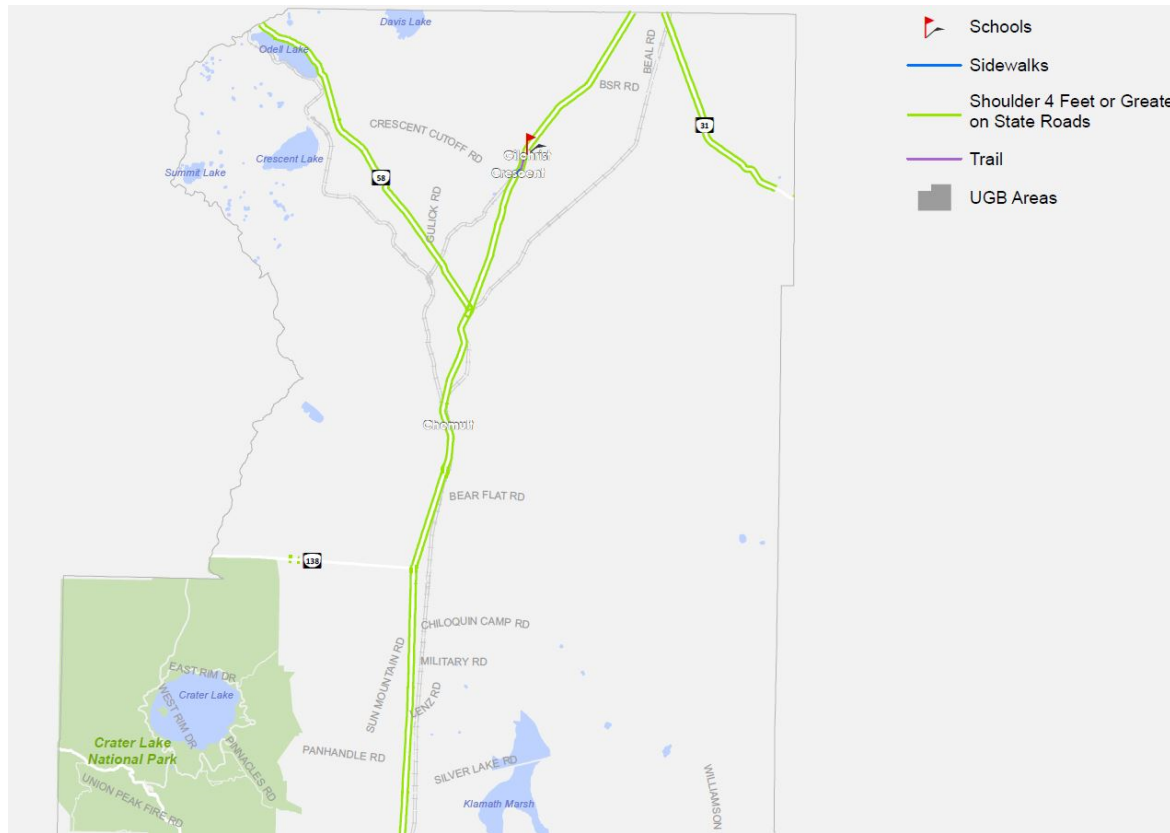 Davis Lake
Schools
Odell Lake
BEAL RD
Sidewalks
BSR RD
Shoulder 4 Feet or Greate
on State Roads
31
CRESCENT CUTOFF RD
Gilchrist
Crescent Lake
Crescent
Trail
Summit Lake
58
UGB Areas
GULICK RD
Chemult
BEAR FLAT RD
138
CHILOQUIN CAMP RD
SUN MOUNTAIN RD
MILITARY RD
EAST RIM DR
Crater Lake
WEST RIM DR
LENZ RD
Crater Lake
National Park
PANHANDLE RD
PINNACLES RD
SILVER LAKE RD
UNION PEAK FIRE RD
WILLIAMSON
Klamath Marsh